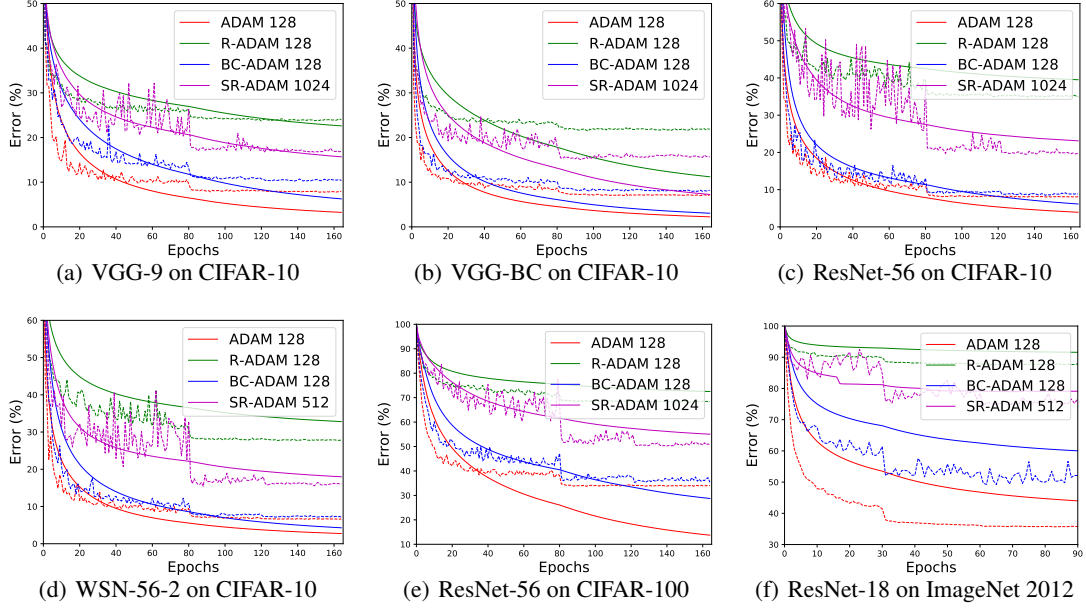 50
40
30
20
10
0
Error (%)
0 20 40 60 80 100 120 140 160
Epochs
ADAM 128
R-ADAM 128
BC-ADAM 128
SR-ADAM 1024
(a) VGG-9 on CIFAR-10
50
40
30
20
10
0
Error (%)
0 20 40 60 80 100 120 140 160
Epochs
ADAM 128
R-ADAM 128
BC-ADAM 128
SR-ADAM 1024
(b) VGG-BC on CIFAR-10
60
50
40
30
20
10
0
Error (%)
0 20 40 60 80 100 120 140 160
Epochs
ADAM 128
R-ADAM 128
BC-ADAM 128
SR-ADAM 1024
(c) ResNet-56 on CIFAR-10
60
50
40
30
20
10
0
Error (%)
0 20 40 60 80 100 120 140 160
Epochs
ADAM 128
R-ADAM 128
BC-ADAM 128
SR-ADAM 512
(d) WSN-56-2 on CIFAR-10
100
90
80
70
60
50
40
30
20
10
Error (%)
0 20 40 60 80 100 120 140 160
Epochs
ADAM 128
R-ADAM 128
BC-ADAM 128
SR-ADAM 1024
(e) ResNet-56 on CIFAR-100
100
90
80
70
60
50
40
30
Error (%)
0 10 20 30 40 50 60 70 80 90
Epochs
ADAM 128
R-ADAM 128
BC-ADAM 128
SR-ADAM 512
(f) ResNet-18 on ImageNet 2012